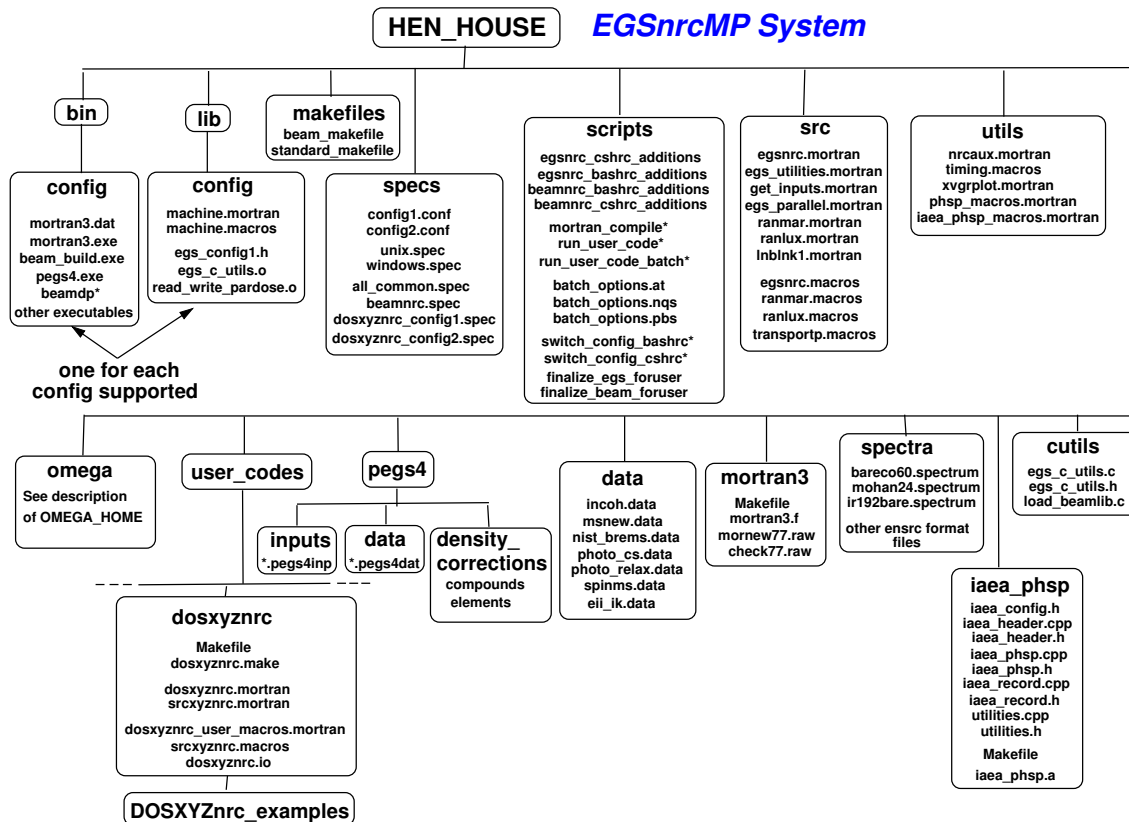 HEN_HOUSE
EGSnrcMP System
bin
config
mortran3.dat
mortran3.exe
beam_build.exe
pegs4.exe
beamdp*
other executables
lib
config
machine.mortran
machine.macros
egs_config1.h
egs_c_utils.o
read_write_pardose.o
one for each
config supported
makefiles
beam_makefile
standard_makefile
specs
config1.conf
config2.conf
unix.spec
windows.spec
all_common.spec
beamnrc.spec
dosxyznrc_config1.spec
dosxyznrc_config2.spec
scripts
egsnrc_cshrc_additions
egsnrc_bashrc_additions
beamnrc_bashrc_additions
beamnrc_cshrc_additions
mortran_compile*
run_user_code*
run_user_code_batch*
batch_options.at
batch_options.nqs
batch_options.pbs
switch_config_bashrc*
switch_config_cshrc*
finalize_egs_foruser
finalize_beam_foruser
src
egsnrc.mortran
egs_utilities.mortran
get_inputs.mortran
egs_parallel.mortran
ranmar.mortran
ranlux.mortran
lnblnk1.mortran
egsnrc.macros
ranmar.macros
ranlux.macros
transportp.macros
utils
nrcaux.mortran
timing.macros
xvgrplot.mortran
phsp_macros.mortran
iaea_phsp_macros.mortran
omega
See description
of OMEGA_HOME
user_codes
dosxyznrc
Makefile
dosxyznrc.make
dosxyznrc.mortran
srcxyznrc.mortran
dosxyznrc_user_macros.mortran
srcxyznrc.macros
dosxyznrc.io
DOSXYZnrc_examples
pegs4
inputs
*.pegs4inp
data
*.pegs4dat
density_
corrections
compounds
elements
data
incoh.data
msnew.data
nist_brems.data
photo_cs.data
photo_relax.data
spinms.data
eii_ik.data
mortran3
Makefile
mortran3.f
mornew77.raw
check77.raw
spectra
bareco60.spectrum
mohan24.spectrum
ir192bare.spectrum
other ensrc format
files
cutils
egs_c_utils.c
egs_c_utils.h
load_beamlib.c
iaea_phsp
iaea_config.h
iaea_header.cpp
iaea_header.h
iaea_phsp.cpp
iaea_phsp.h
iaea_record.cpp
iaea_record.h
utilities.cpp
utilities.h
Makefile
iaea_phsp.a